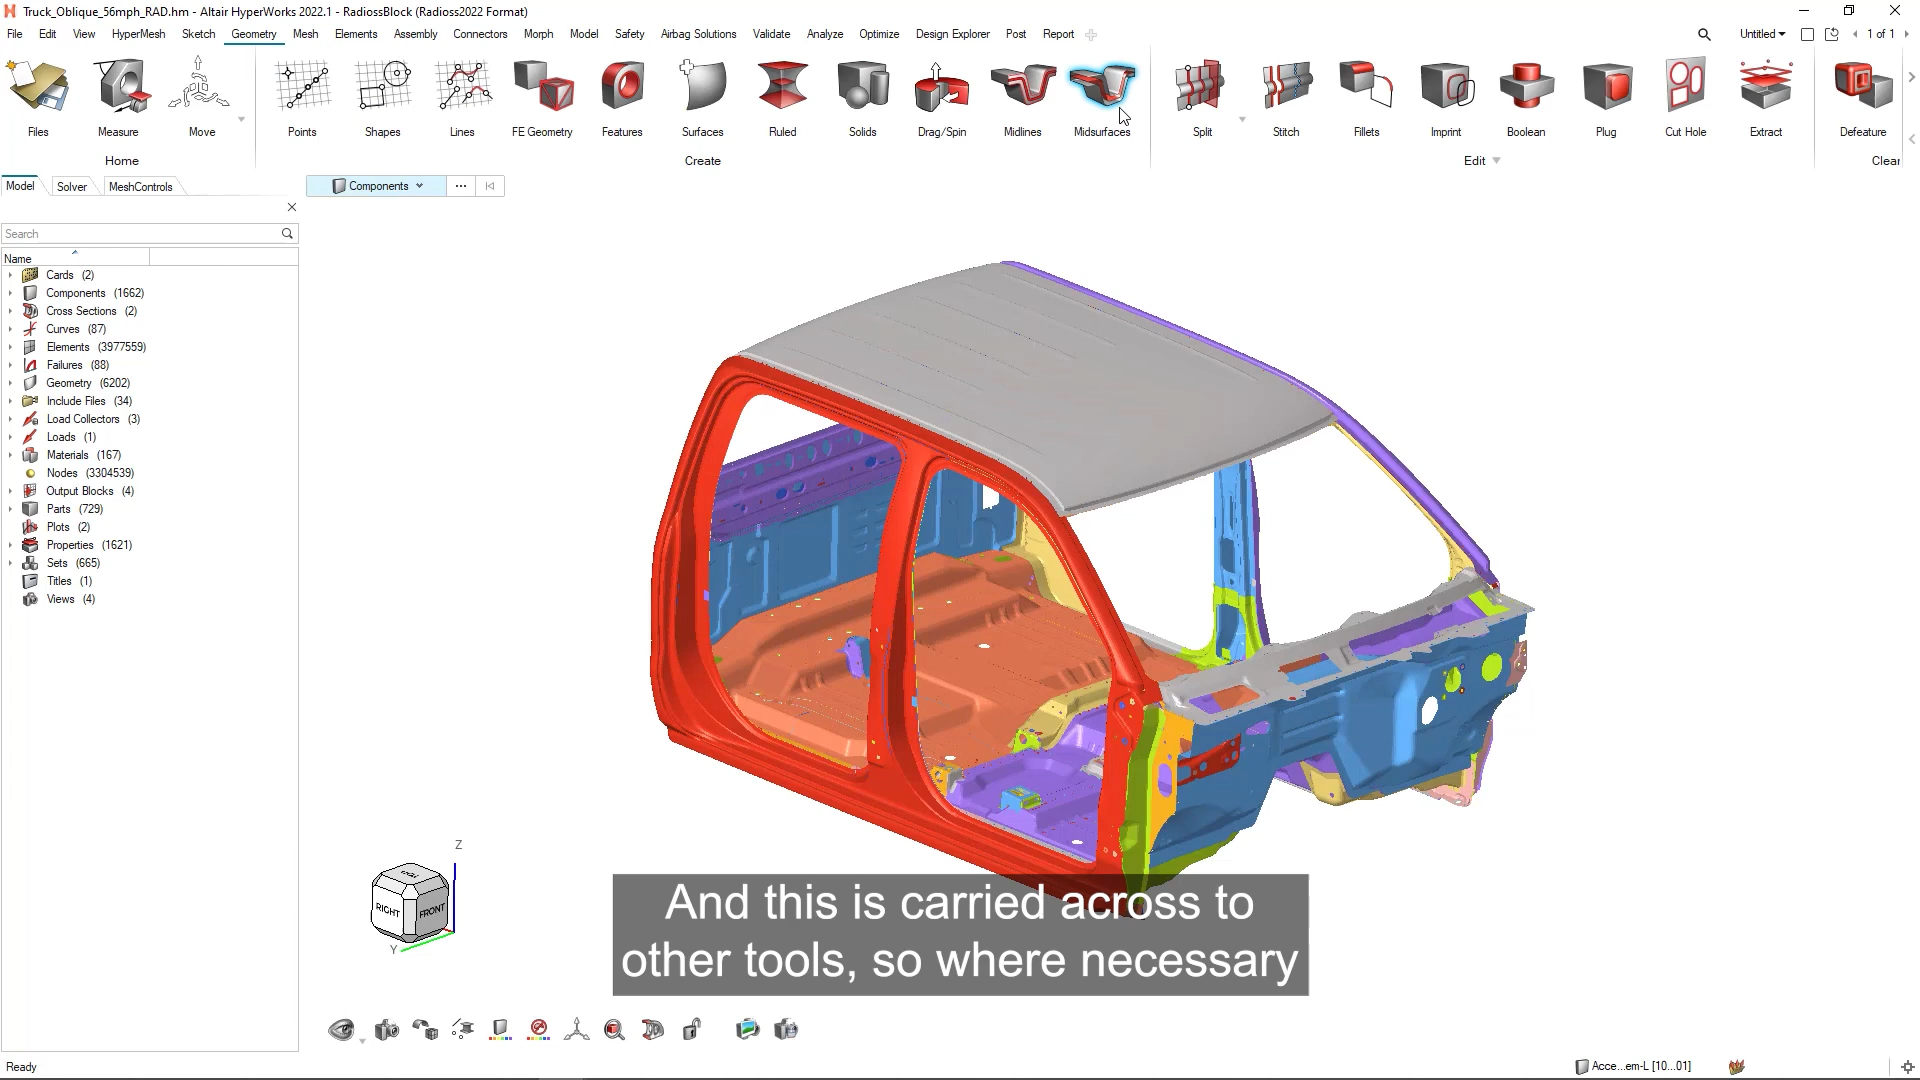 Truck_Oblique_56mph_RAD.hm - Altair HyperWorks 2022.1 - RadiossBlock (Radioss2022 Format)
File Edit View HyperMesh Sketch Geometry Mesh Elements Assembly Connectors Morph Model Safety Airbag Solutions Validate Analyze Optimize Design Explorer Post Report Untitled 1 of 1
Files Measure Move Points Shapes Lines FE Geometry Features Surfaces Ruled Solids Drag/Spin Midlines Midsurfaces Split Stitch Fillets Imprint Boolean Plug Cut Hole Extract Defeature
Home Create Edit Clear
Model Solver MeshControls Components
Search
Name
Cards (2)
Components (1662)
Cross Sections (2)
Curves (87)
Elements (3977559)
Failures (88)
Geometry (6202)
Include Files (34)
Load Collectors (3)
Loads (1)
Materials (167)
Nodes (3304539)
Output Blocks (4)
Parts (729)
Plots (2)
Properties (1621)
Sets (665)
Titles (1)
Views (4)
Z
RIGHT FRONT
Y
And this is carried across to
other tools, so where necessary
Ready Acce...em-L [10...01]